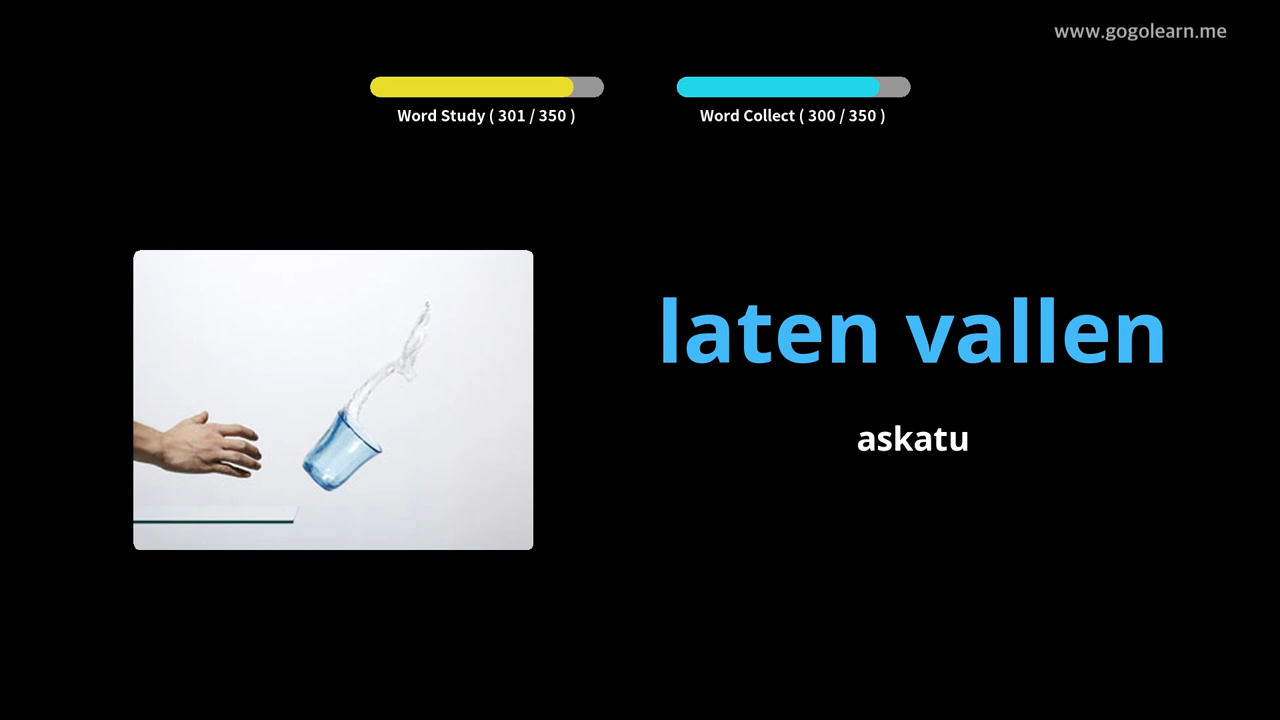 www.gogolearn.me
Word Study ( 301 / 350 )
Word Collect ( 300 / 350 )
laten vallen
askatu